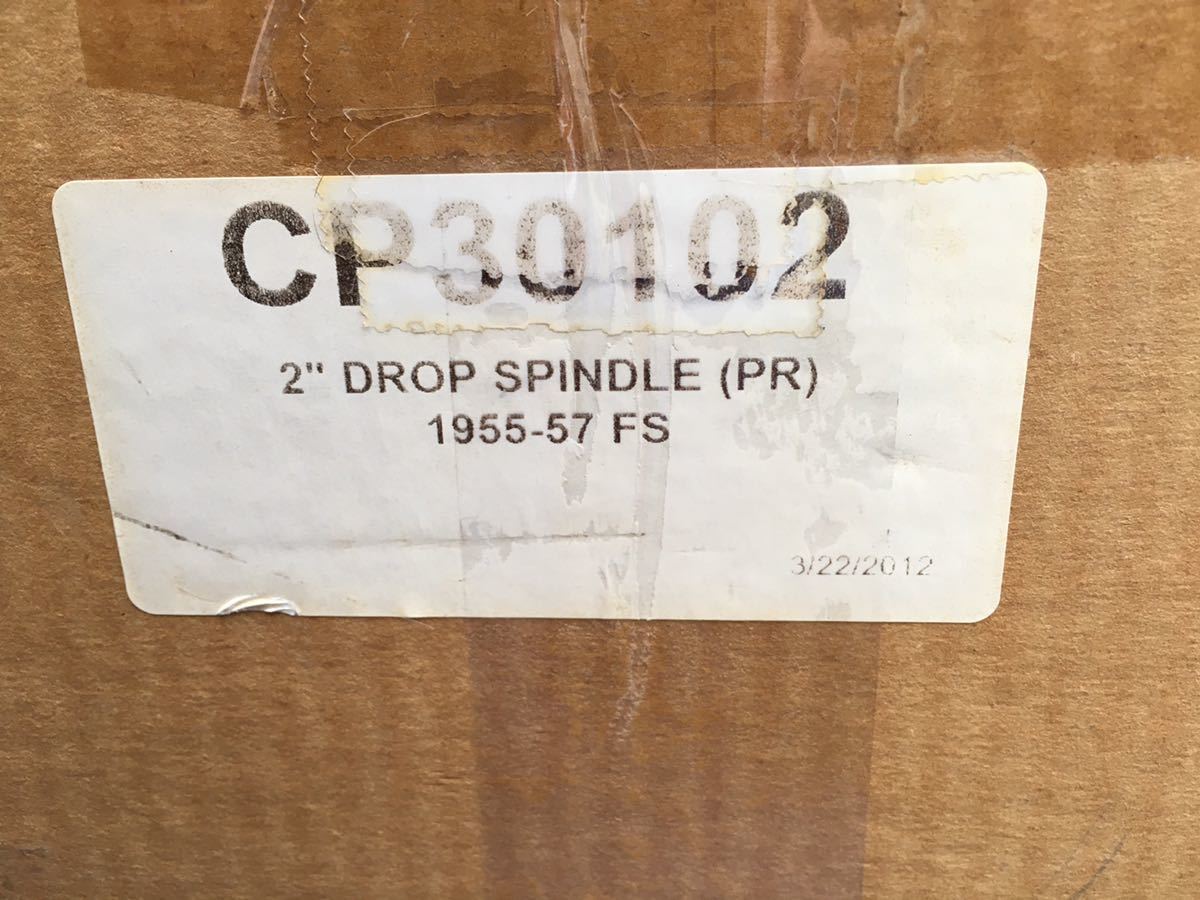 CP30102
2" DROP SPINDLE (PR)
1955-57 FS
3/22/2012